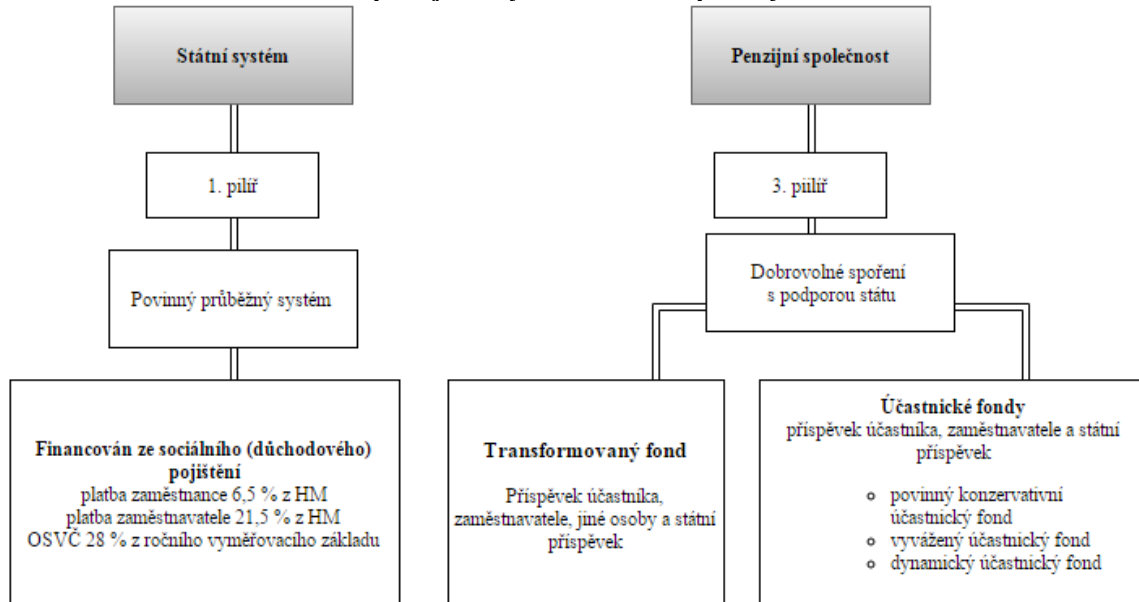 Státní systém
1. pilíř
Povinný průběžný systém
Financován ze sociálního (důchodového)
pojištění
platba zaměstnance 6,5 % z HM
platba zaměstnavatele 21,5 % z HM
OSVČ 28 % z ročního vyměřovacího základu
Penzijní společnost
3. piilíř
Dobrovolné spoření
s podporou státu
Transformovaný fond
Příspěvek účastníka,
zaměstnavatele, jiné osoby a státní
příspěvek
Účastnické fondy
příspěvek účastníka, zaměstnavatele a státní
příspěvek
povinný konzervativní
účastnický fond
vyvážený účastnický fond
dynamický účastnický fond